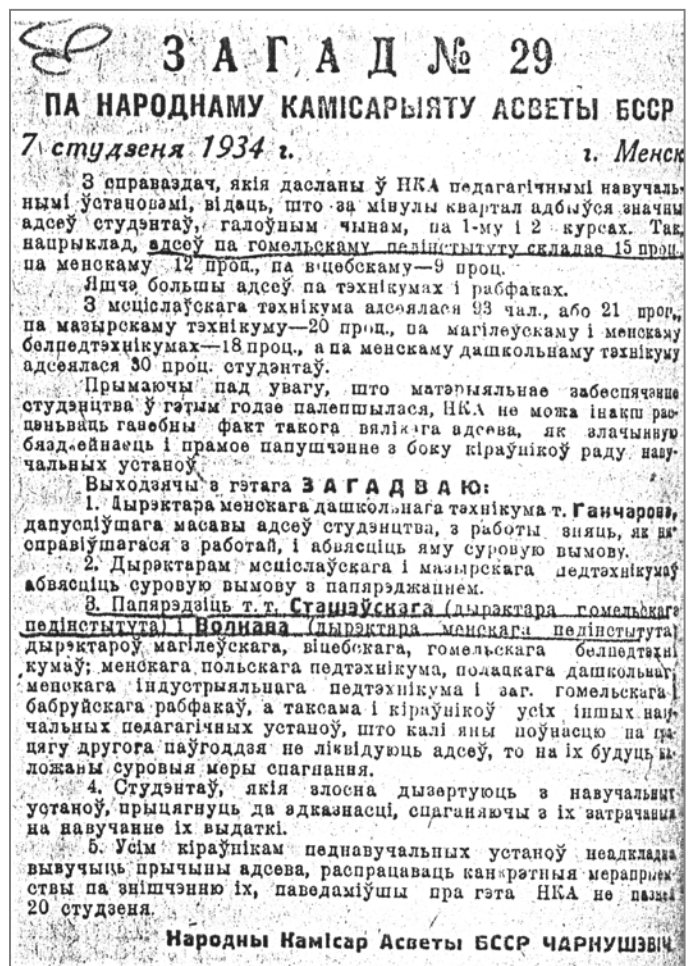 ЗАГАД № 29
ПА НАРОДНАМУ КАМІСАРЫЯТУ АСВЕТЫ БССР
7 студзеня 1934 г. г. Менск
З справаздач, якія дасланы ў НКА педагагічнымі навучаль-
нымі ўстановамі, відаць, што за мінулы квартал адбыўся значны
адсеў студэнтаў, галоўным чынам, па 1-му і 2 курсах. Так,
напрыклад, адсеў па гомельскаму педінстытуту складае 15 проц.,
па менскаму 12 проц., па віцебскаму—9 проц.
Яшчэ большы адсеў па тэхнікумах і рабфаках.
З мсціслаўскага тэхнікума адсеялася 93 чал., або 21 проц.,
па мазырскаму тэхнікуму—20 проц., па магілеўскаму і менскаму
белпедтэхнікумах—18 проц., а па менскаму дашкольнаму тэхнікуму
адсеялася 30 проц. студэнтаў.
Прымаючы пад увагу, што матэрыяльнае забеспячэнне
студэнцтва ў гэтым годзе палепшылася, НКА не можа інакш рас-
цэньваць ганебны факт такога вялікага адсева, як злачынную
бяздзейнасць і прамое папушчэнне з боку кіраўнікоў раду наву-
чальных устаноў.
Выходзячы з гэтага ЗАГАДВАЮ:
1. Дырэктара менскага дашкольнага тэхнікума т. Ганчарова,
дапусціўшага масавы адсеў студэнцтва, з работы зняць, як ня-
справіўшагася з работай, і абвясціць яму суровую вымову.
2. Дырэктарам мсціслаўскага і мазырскага педтэхнікумаў
абвясціць суровую вымову з папярэджаннем.
3. Папярэдзіць т. т. Сташэўскага (дырэктара гомельскага
педінстытута) і Волнава (дырэктара менскага педінстытута)
дырэктароў магілеўскага, віцебскага, гомельскага белпедтэхні
кумаў; менскага польскага педтэхнікума, полацкага дашкольнаг,
менскага індустрыяльнага педтэхнікума і заг. гомельскага і
бабруйскага рабфакаў, а таксама і кіраўнікоў усіх іншых наву-
чальных педагагічных устаноў, што калі яны поўнасцю на пра-
цягу другога паўгоддзя не ліквідуюць адсеў, то на іх будуць на-
ложаны суровыя меры спагнання.
4. Студэнтаў, якія злосна дызертуюць з навучальных
устаноў, прыцягнуць да адказнасці, спаганяючы з іх затрачаныя
на навучанне іх выдаткі.
5. Усім кіраўнікам педнавучальных устаноў неадкладна
вывучыць прычыны адсева, распрацаваць канкрэтныя мерапрыем-
ствы па знішчэнню іх, паведаміўшы пра гэта НКА не пазней
20 студзеня.
Народны Камісар Асветы БССР ЧАРНУШЭВІЧ